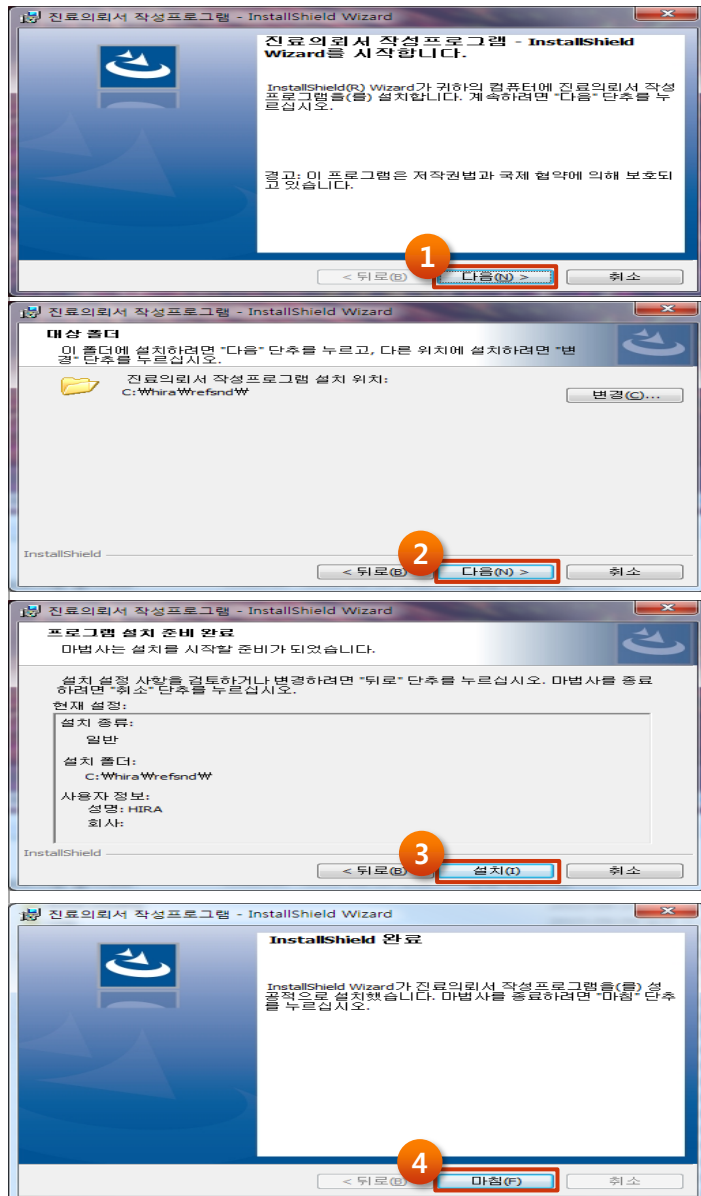 진료의뢰서 작성프로그램 - InstallShield Wizard
진료의뢰서 작성프로그램 - InstallShield
Wizard를 시작합니다.
InstallShield(R) Wizard가 귀하의 컴퓨터에 진료의뢰서 작성
프로그램을(를) 설치합니다. 계속하려면 "다음" 단추를 누
르십시오.
경고: 이 프로그램은 저작권법과 국제 협약에 의해 보호되
고 있습니다.
1
< 뒤로(B) 다음(N) > 취소
진료의뢰서 작성프로그램 - InstallShield Wizard
대상 폴더
이 폴더에 설치하려면 "다음" 단추를 누르고, 다른 위치에 설치하려면 "변
경" 단추를 누르십시오.
진료의뢰서 작성프로그램 설치 위치:
C:₩hira₩refsnd₩
변경(C)...
InstallShield
2
< 뒤로(B) 다음(N) > 취소
진료의뢰서 작성프로그램 - InstallShield Wizard
프로그램 설치 준비 완료
마법사는 설치를 시작할 준비가 되었습니다.
설치 설정 사항을 검토하거나 변경하려면 "뒤로" 단추를 누르십시오. 마법사를 종료
하려면 "취소" 단추를 누르십시오.
현재 설정:
설치 종류:
일반
설치 폴더:
C:₩hira₩refsnd₩
사용자 정보:
성명: HIRA
회사:
InstallShield
3
< 뒤로(B) 설치(I) 취소
진료의뢰서 작성프로그램 - InstallShield Wizard
InstallShield 완료
InstallShield Wizard가 진료의뢰서 작성프로그램을(를) 성
공적으로 설치했습니다. 마법사를 종료하려면 "마침" 단추
를 누르십시오.
4
< 뒤로(B) 마침(F) 취소